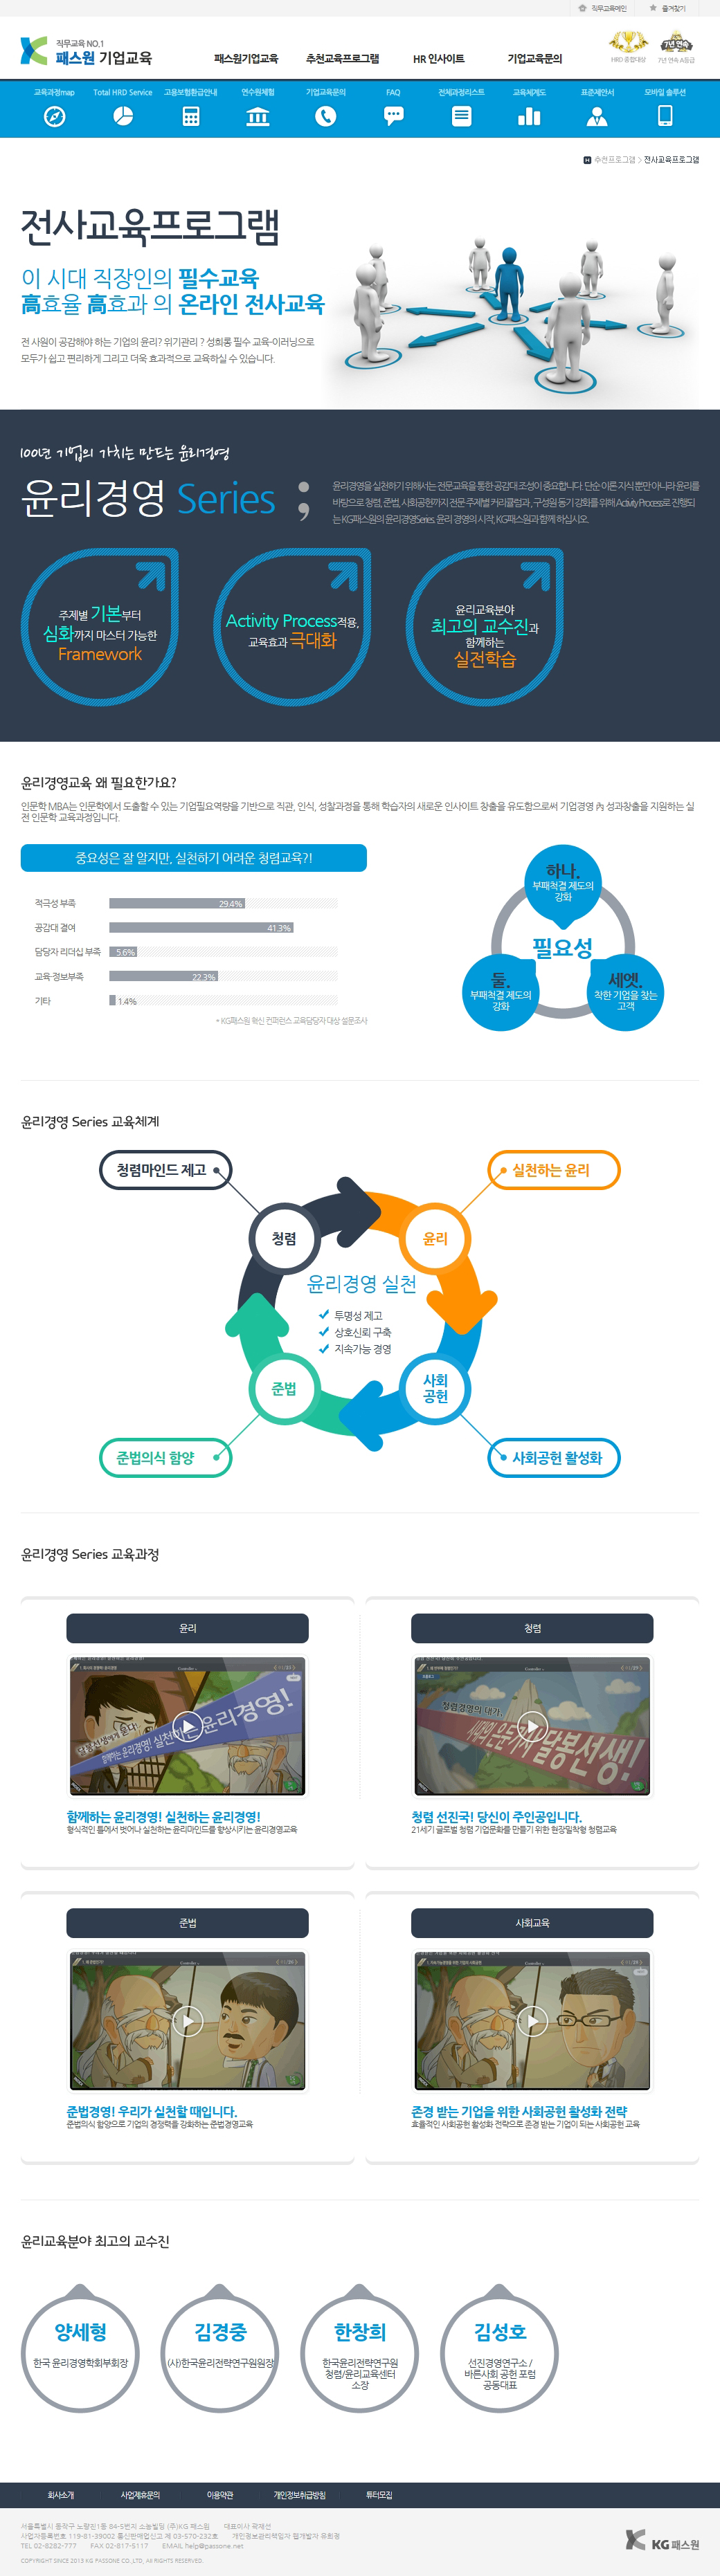 직무교육메인
즐겨찾기
직무교육 NO.1
패스원 기업교육
패스원기업교육
추천교육프로그램
HR 인사이트
기업교육문의
HRD 종합대상
7년 연속
7년 연속 A등급
교육과정map
Total HRD Service
고용보험환급안내
연수원체험
기업교육문의
FAQ
전체과정리스트
교육체계도
표준제안서
모바일 솔루션
추천프로그램 > 전사교육프로그램
전사교육프로그램
이 시대 직장인의 필수교육
高효율 高효과 의 온라인 전사교육
전 사원이 공감해야 하는 기업의 윤리? 위기관리 ? 성희롱 필수 교육-이러닝으로
모두가 쉽고 편리하게 그리고 더욱 효과적으로 교육하실 수 있습니다.
100년 기업의 가치는 만드는 윤리경영
윤리경영 Series ;
윤리경영을 실천하기 위해서는 전문교육을 통한 공감대 조성이 중요합니다. 단순 이론 지식 뿐만 아니라 윤리를
바탕으로 청렴, 준법, 사회공헌까지 전문 주제별 커리큘럼과 , 구성원 동기 강화를 위해 Activity Process로 진행되
는 KG패스원의 윤리경영Series. 윤리 경영의 시작, KG패스원과 함께 하십시오.
주제별 기본부터
심화까지 마스터 가능한
Framework
Activity Process적용,
교육효과 극대화
윤리교육분야
최고의 교수진과
함께하는
실전학습
윤리경영교육 왜 필요한가요?
인문학 MBA는 인문학에서 도출할 수 있는 기업필요역량을 기반으로 직관, 인식, 성찰과정을 통해 학습자의 새로운 인사이트 창출을 유도함으로써 기업경영 內 성과창출을 지원하는 실
전 인문학 교육과정입니다.
중요성은 잘 알지만, 실천하기 어려운 청렴교육?!
적극성 부족 29.4%
공감대 결여 41.3%
담당자 리더십 부족 5.6%
교육·정보부족 22.3%
기타 1.4%
* KG패스원 혁신 컨퍼런스 교육담당자 대상 설문조사
하나.
부패척결 제도의
강화
필요성
둘.
부패척결 제도의
강화
세엣.
착한 기업을 찾는
고객
윤리경영 Series 교육체계
청렴마인드 제고
실천하는 윤리
청렴
윤리
윤리경영 실천
투명성 제고
상호신뢰 구축
지속가능 경영
준법
사회
공헌
준법의식 함양
사회공헌 활성화
윤리경영 Series 교육과정
윤리
함께하는 윤리경영! 실천하는 윤리경영!
함께하는 윤리경영! 실천하는 윤리경영!
형식적인 틀에서 벗어나 실천하는 윤리마인드를 향상시키는 윤리경영교육
청렴
청렴경영의 대가,
달봉선생!
청렴 선진국! 당신이 주인공입니다.
21세기 글로벌 청렴 기업문화를 만들기 위한 현장밀착형 청렴교육
준법
준법경영! 우리가 실천할 때입니다.
준법의식 함양으로 기업의 경쟁력을 강화하는 준법경영교육
사회교육
존경 받는 기업을 위한 사회공헌 활성화 전략
효율적인 사회공헌 활성화 전략으로 존경 받는 기업이 되는 사회공헌 교육
윤리교육분야 최고의 교수진
양세형
한국 윤리경영학회부회장
김경중
(사)한국윤리전략연구원원장
한창희
한국윤리전략연구원
청렴/윤리교육센터
소장
김성호
선진경영연구소 /
바른사회 공헌 포럼
공동대표
회사소개
사업제휴문의
이용약관
개인정보취급방침
튜터모집
서울특별시 동작구 노량진1동 84-5번지 소늘빌딩 (주)KG 패스원 대표이사 곽재선
사업자등록번호 119-81-39002 통신판매업신고 제 03-570-232호 개인정보관리책임자 웹개발자 유희정
TEL 02-8282-777 FAX 02-817-5117 EMAIL help@passone.net
COPYRIGHT SINCE 2013 KG PASSONE CO.,LTD, All RIGHTS RESERVED.
KG 패스원